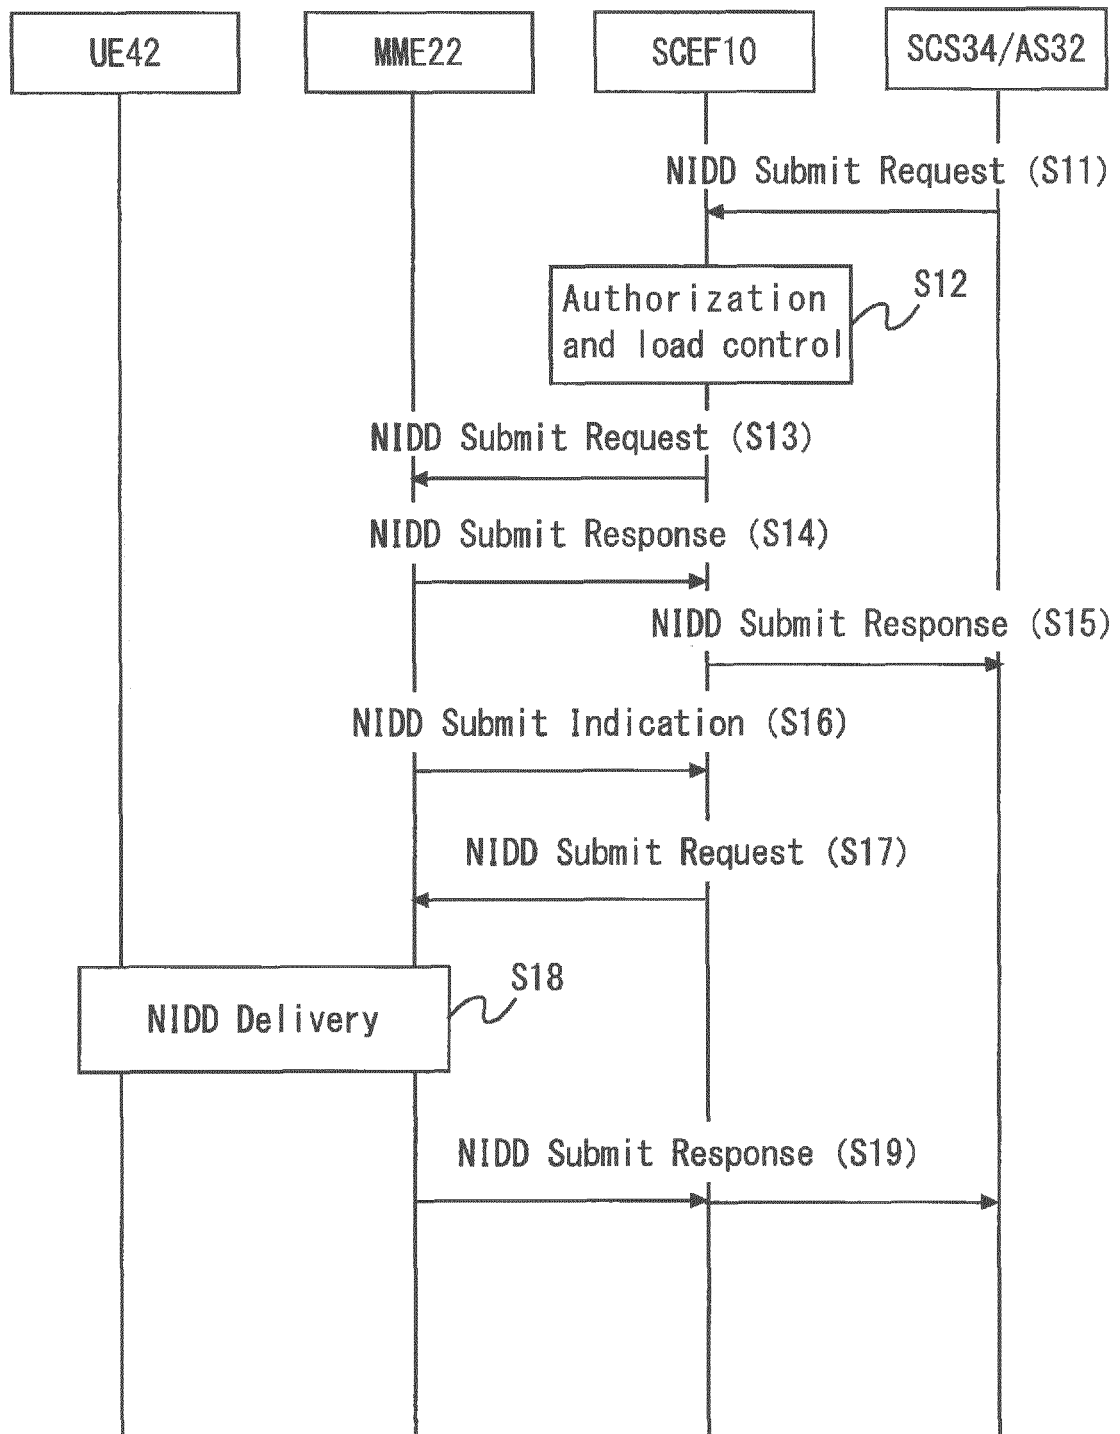 UE42
MME22
SCEF10
SCS34/AS32
NIDD Submit Request (S11)
S12
Authorization
and load control
NIDD Submit Request (S13)
NIDD Submit Response (S14)
NIDD Submit Response (S15)
NIDD Submit Indication (S16)
NIDD Submit Request (S17)
S18
NIDD Delivery
NIDD Submit Response (S19)